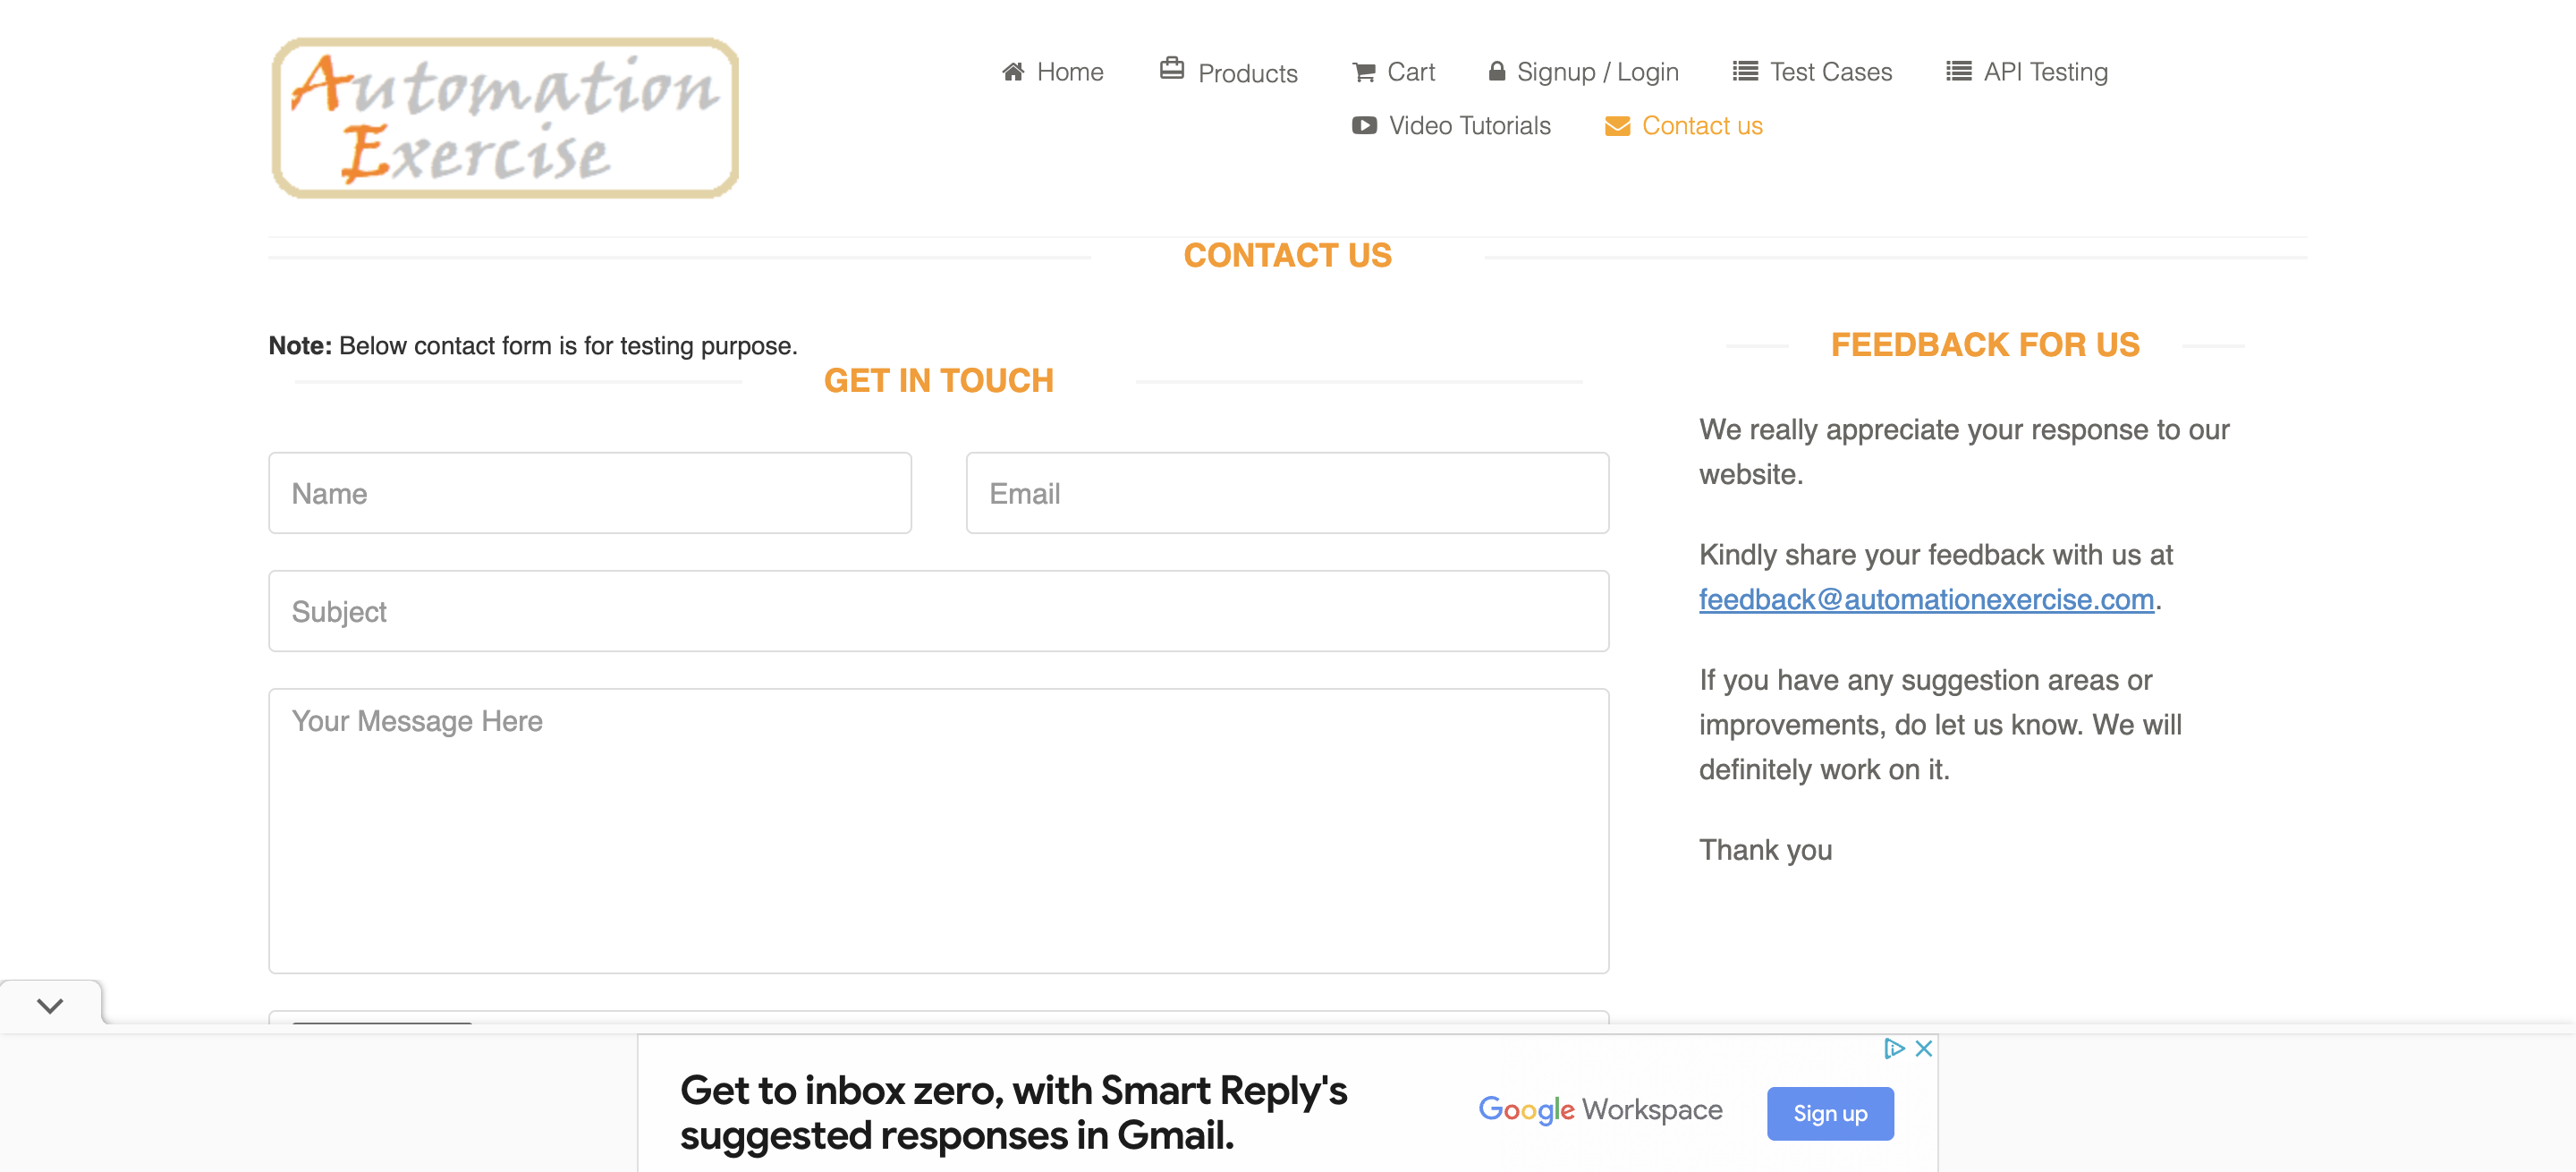 Automation
Exercise
Home
Products
Cart
Signup / Login
Test Cases
API Testing
Video Tutorials
Contact us
CONTACT US
Note: Below contact form is for testing purpose.
GET IN TOUCH
Name
Email
Subject
Your Message Here
FEEDBACK FOR US
We really appreciate your response to our
website.
Kindly share your feedback with us at
feedback@automationexercise.com.
If you have any suggestion areas or
improvements, do let us know. We will
definitely work on it.
Thank you
Get to inbox zero, with Smart Reply's
suggested responses in Gmail.
Google Workspace
Sign up